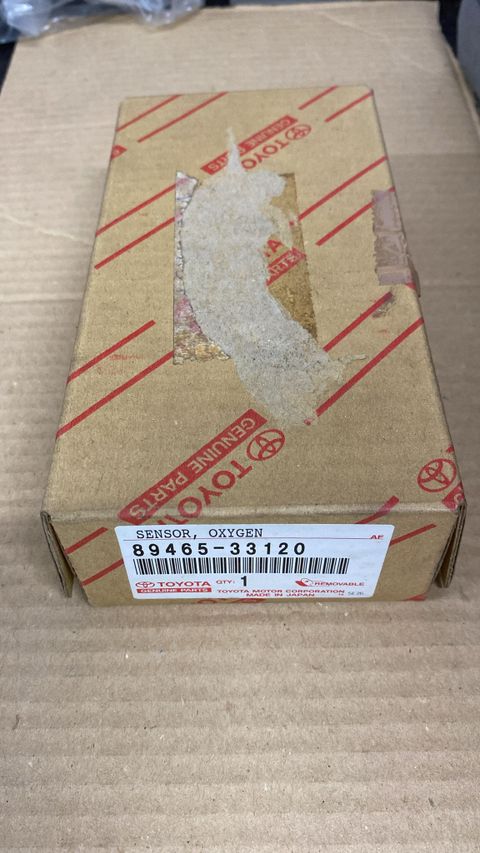 GENUINE PARTS
TOYOTA
TOYOTA
GENUINE PARTS
SENSOR, OXYGEN
AE
89465-33120
TOYOTA
GENUINE PARTS
QTY: 1
REMOVABLE
TOYOTA MOTOR CORPORATION
MADE IN JAPAN